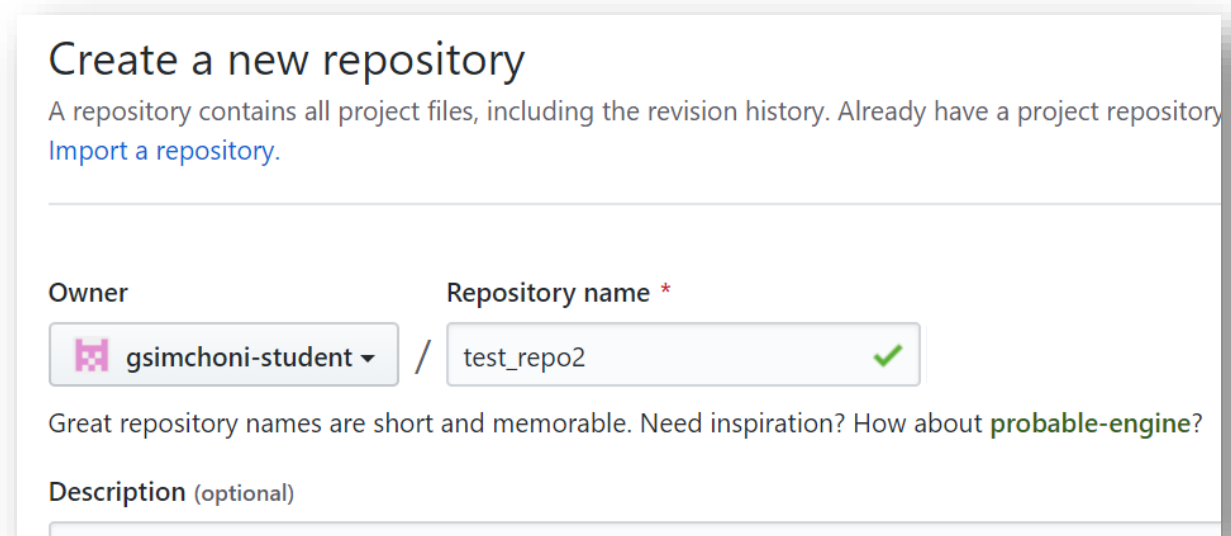 Create a new repository
A repository contains all project files, including the revision history. Already have a project repository
Import a repository.
Owner
Repository name *
gsimchoni-student / test_repo2
Great repository names are short and memorable. Need inspiration? How about probable-engine?
Description (optional)